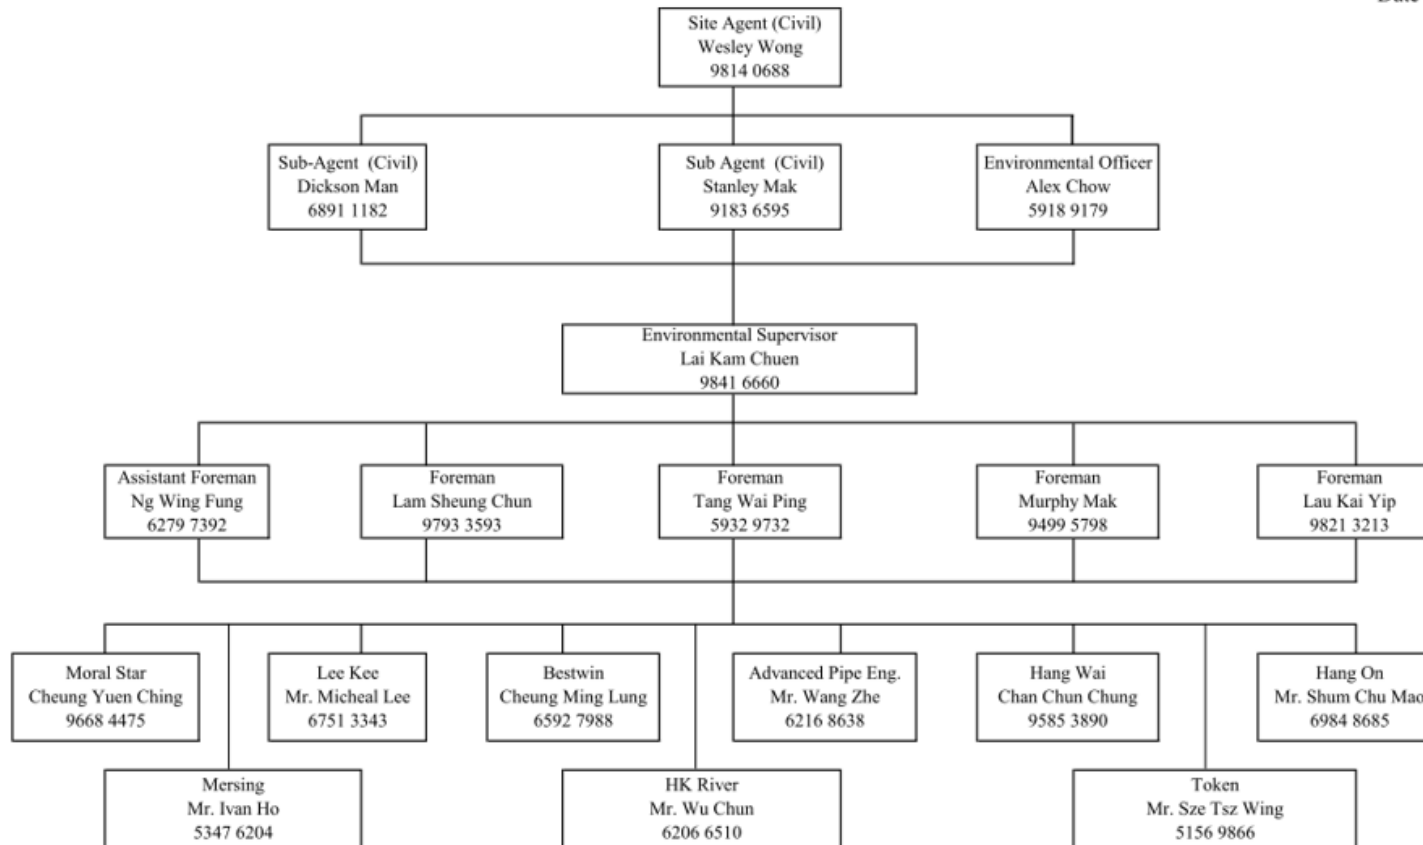 Date
Site Agent (Civil)
Wesley Wong
9814 0688
Sub-Agent (Civil)
Dickson Man
6891 1182
Sub Agent (Civil)
Stanley Mak
9183 6595
Environmental Officer
Alex Chow
5918 9179
Environmental Supervisor
Lai Kam Chuen
9841 6660
Assistant Foreman
Ng Wing Fung
6279 7392
Foreman
Lam Sheung Chun
9793 3593
Foreman
Tang Wai Ping
5932 9732
Foreman
Murphy Mak
9499 5798
Foreman
Lau Kai Yip
9821 3213
Moral Star
Cheung Yuen Ching
9668 4475
Lee Kee
Mr. Micheal Lee
6751 3343
Bestwin
Cheung Ming Lung
6592 7988
Advanced Pipe Eng.
Mr. Wang Zhe
6216 8638
Hang Wai
Chan Chun Chung
9585 3890
Hang On
Mr. Shum Chu Mao
6984 8685
Mersing
Mr. Ivan Ho
5347 6204
HK River
Mr. Wu Chun
6206 6510
Token
Mr. Sze Tsz Wing
5156 9866